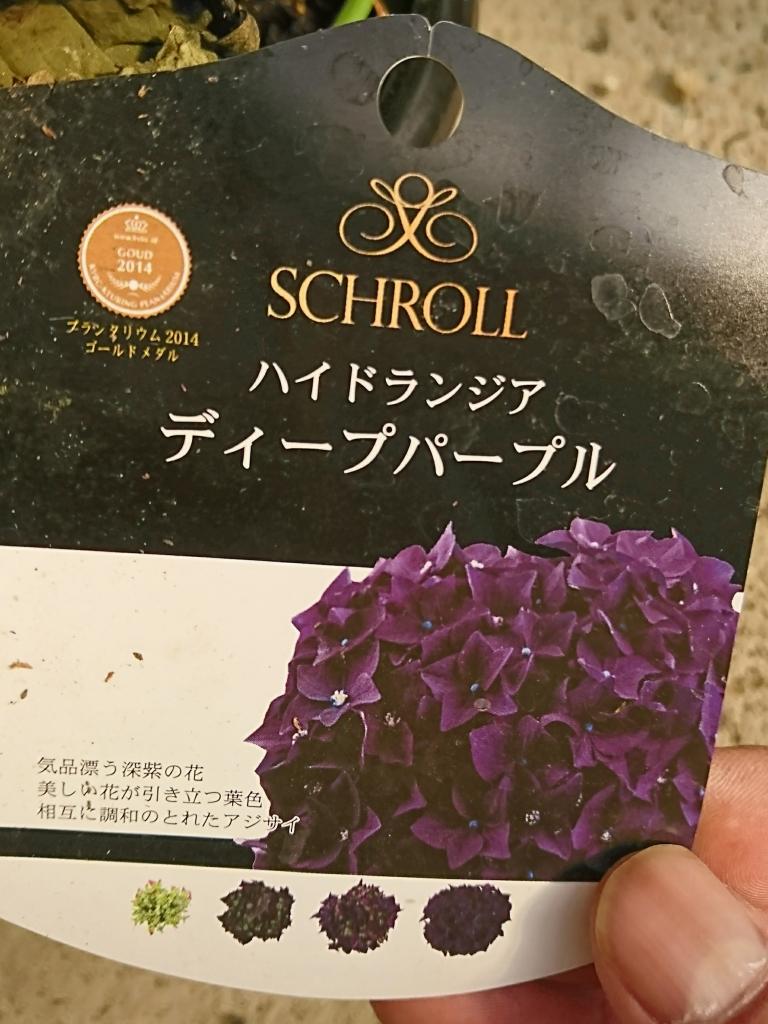 GOUD
2014
プランタリウム2014
ゴールドメダル
SCHROLL
ハイドランジア
ディープパープル
気品漂う深紫の花
美しい花が引き立つ葉色
相互に調和のとれたアジサイ